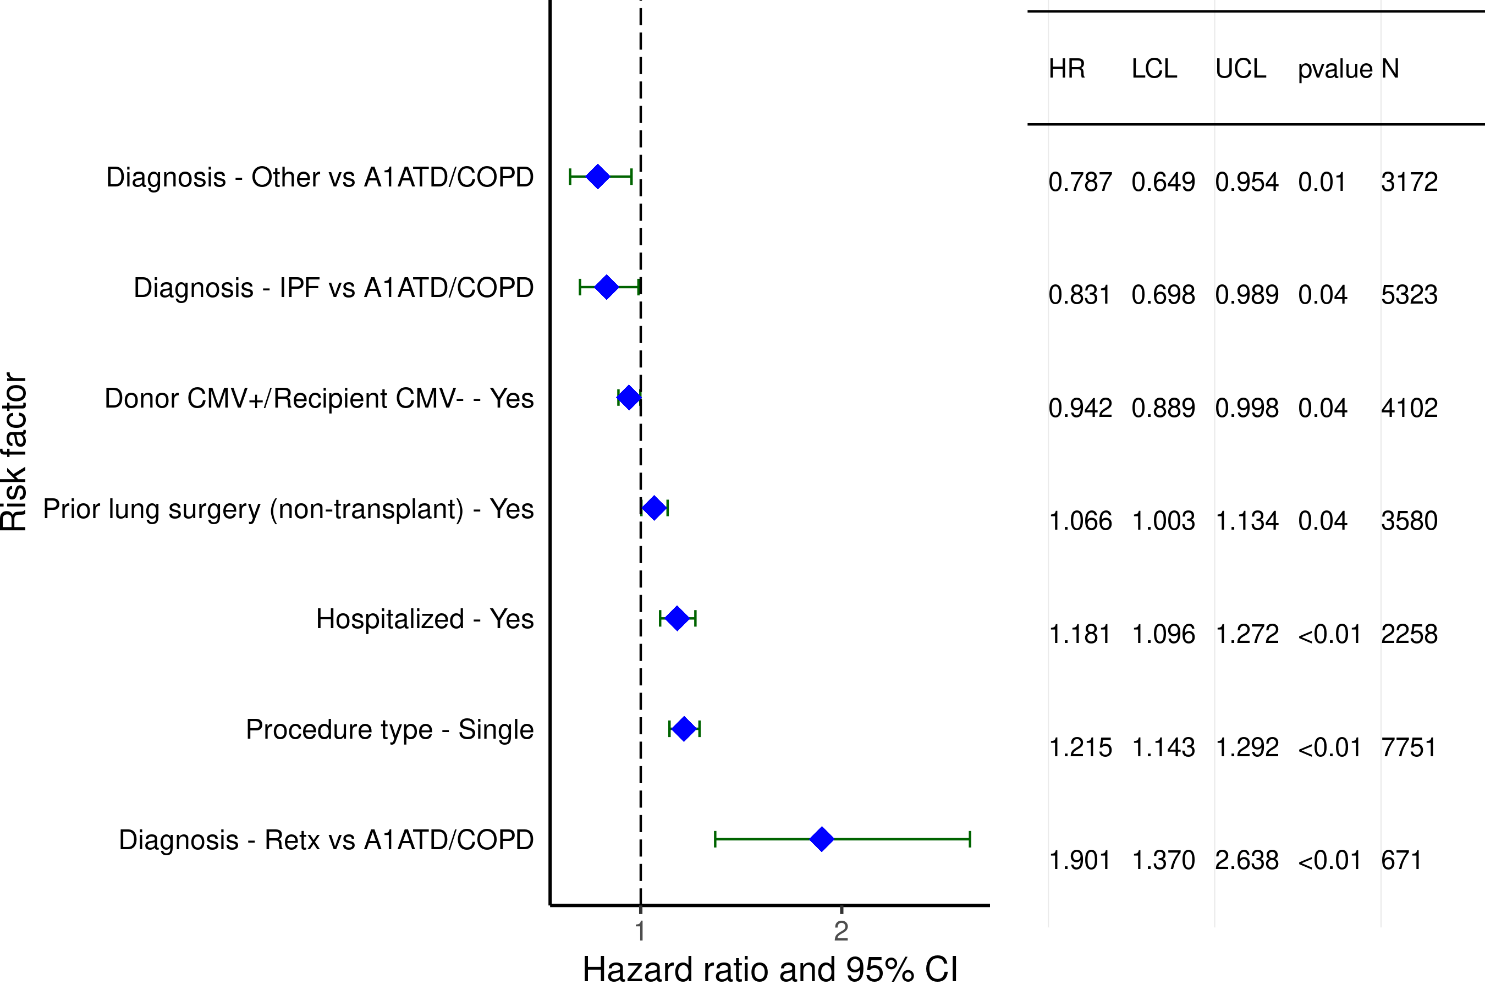 HR LCL UCL pvalue N
Diagnosis - Other vs A1ATD/COPD 0.787 0.649 0.954 0.01 3172
Diagnosis - IPF vs A1ATD/COPD 0.831 0.698 0.989 0.04 5323
Donor CMV+/Recipient CMV- - Yes 0.942 0.889 0.998 0.04 4102
Prior lung surgery (non-transplant) - Yes 1.066 1.003 1.134 0.04 3580
Hospitalized - Yes 1.181 1.096 1.272 <0.01 2258
Procedure type - Single 1.215 1.143 1.292 <0.01 7751
Diagnosis - Retx vs A1ATD/COPD 1.901 1.370 2.638 <0.01 671
Risk factor
1 2
Hazard ratio and 95% CI